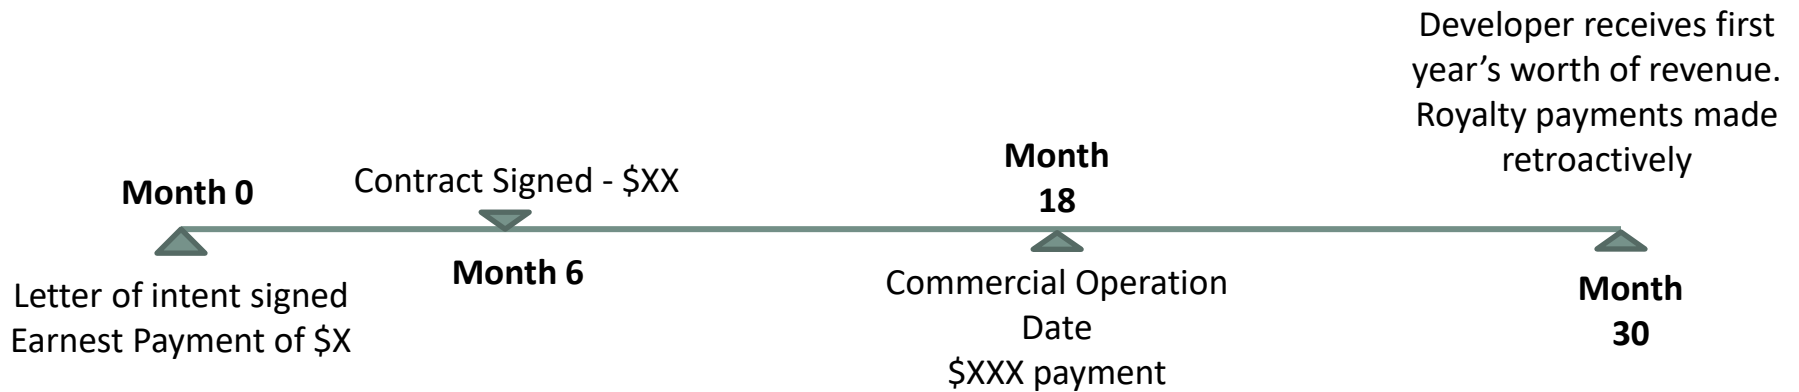 Month 0
Letter of intent signed
Earnest Payment of $X
Contract Signed - $XX
Month 6
Month
18
Commercial Operation
Date
$XXX payment
Developer receives first
year’s worth of revenue.
Royalty payments made
retroactively
Month
30